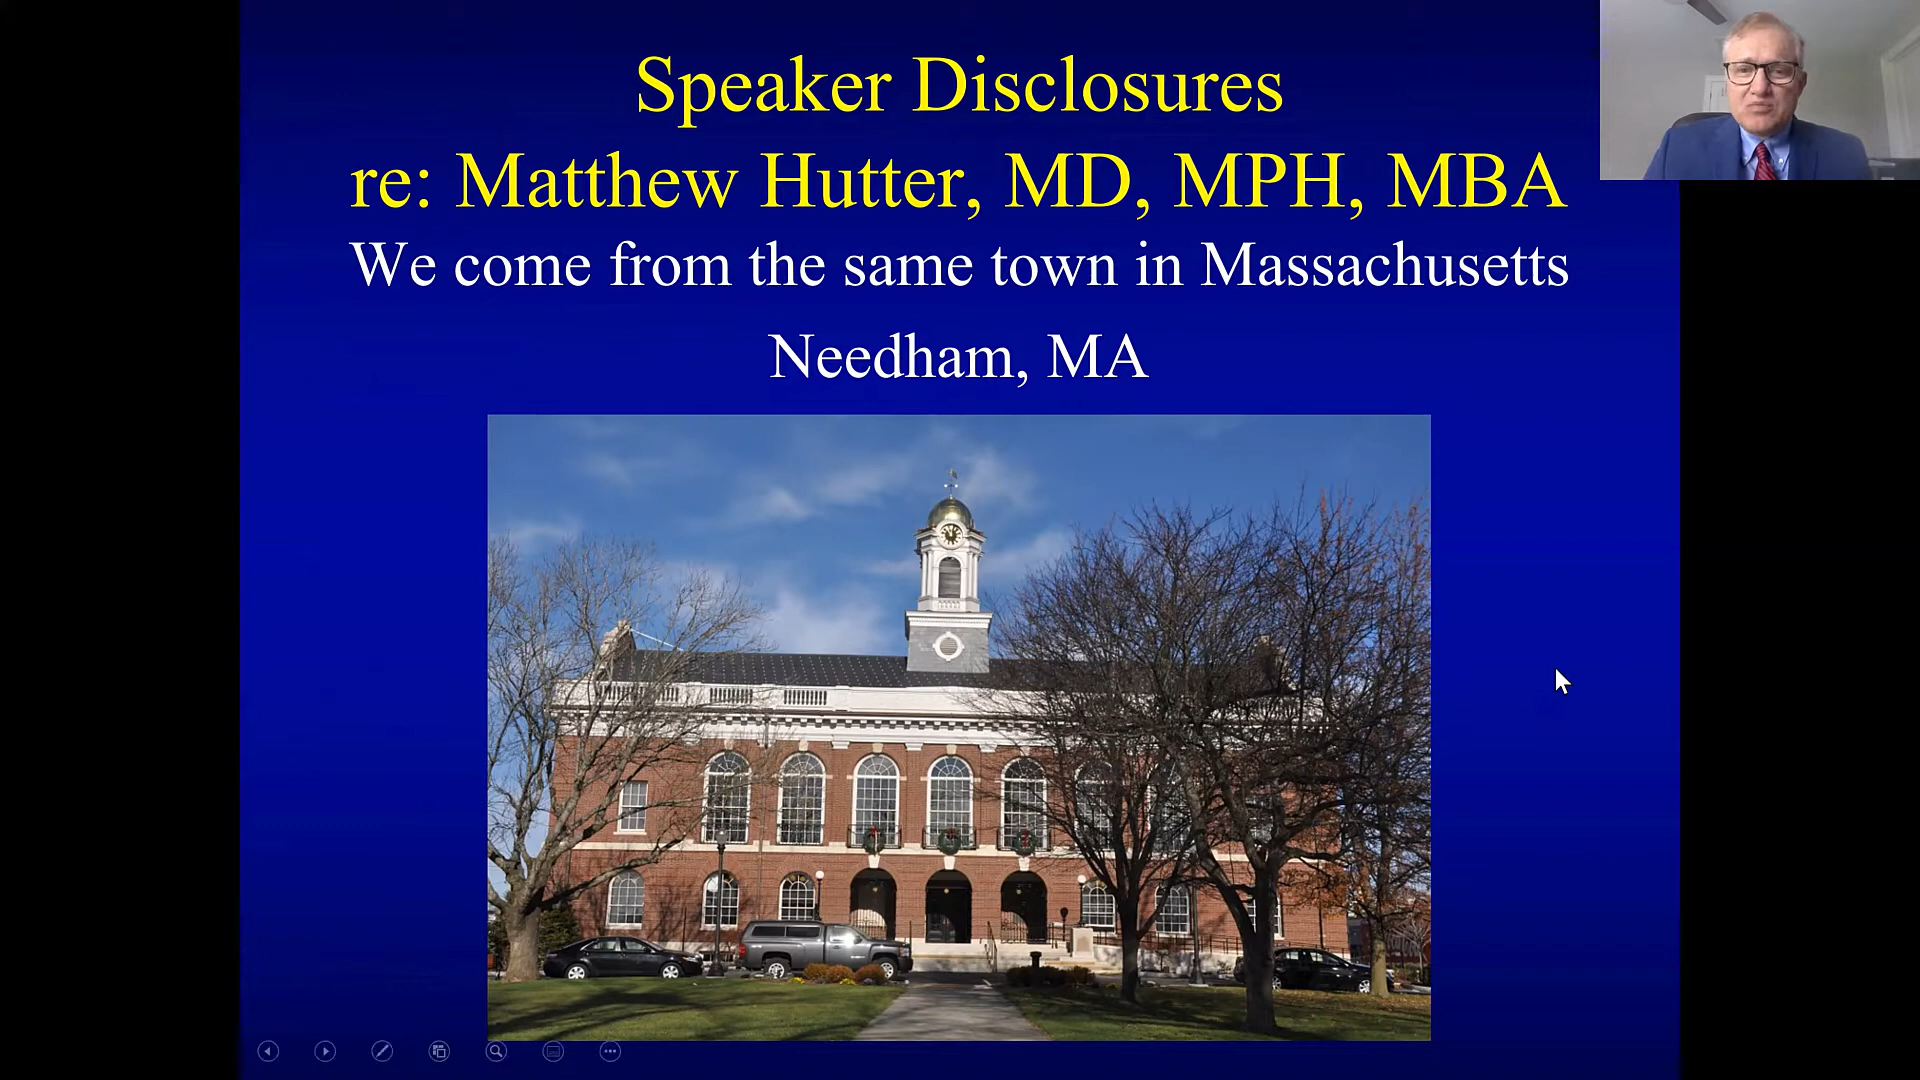 Speaker Disclosures
re: Matthew Hutter, MD, MPH, MBA
We come from the same town in Massachusetts
Needham, MA